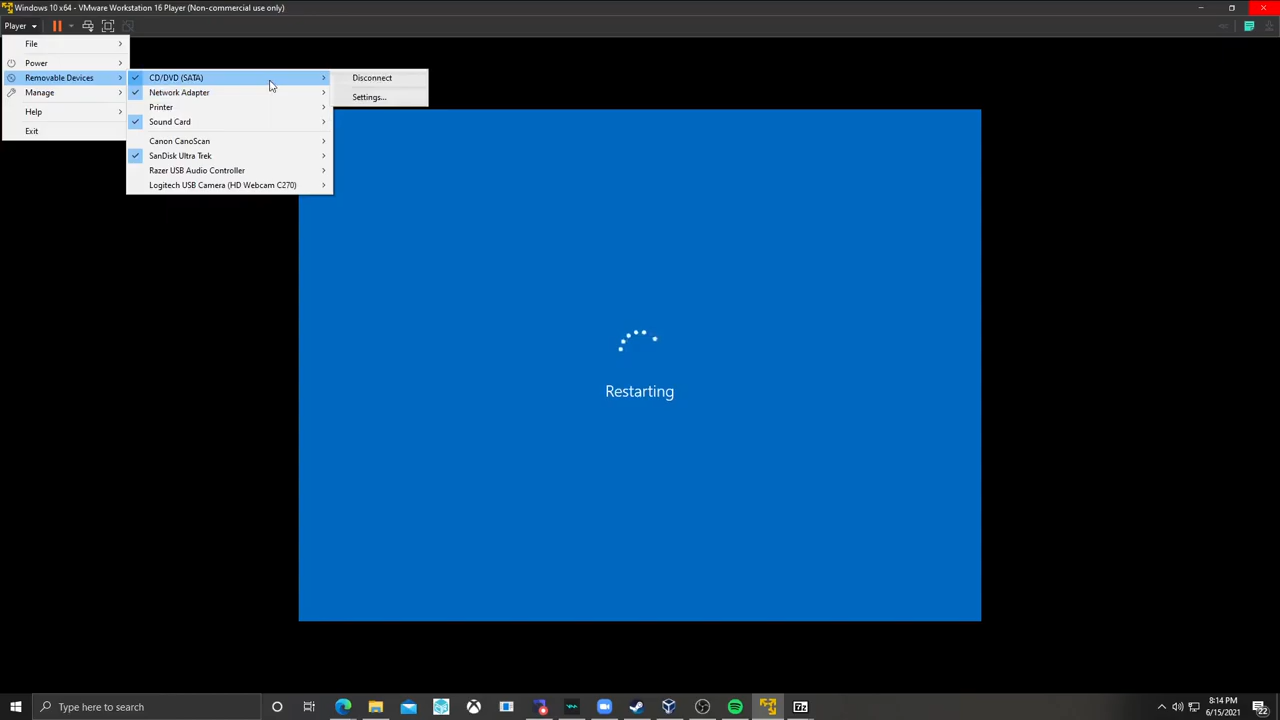 Windows 10 x64 - VMware Workstation 16 Player (Non-commercial use only)
Player
File
Power
Removable Devices
Manage
Help
Exit
CD/DVD (SATA)
Network Adapter
Printer
Sound Card
Canon CanoScan
SanDisk Ultra Trek
Razer USB Audio Controller
Logitech USB Camera (HD Webcam C270)
Disconnect
Settings...
Restarting
Type here to search
8:14 PM
6/15/2021
22